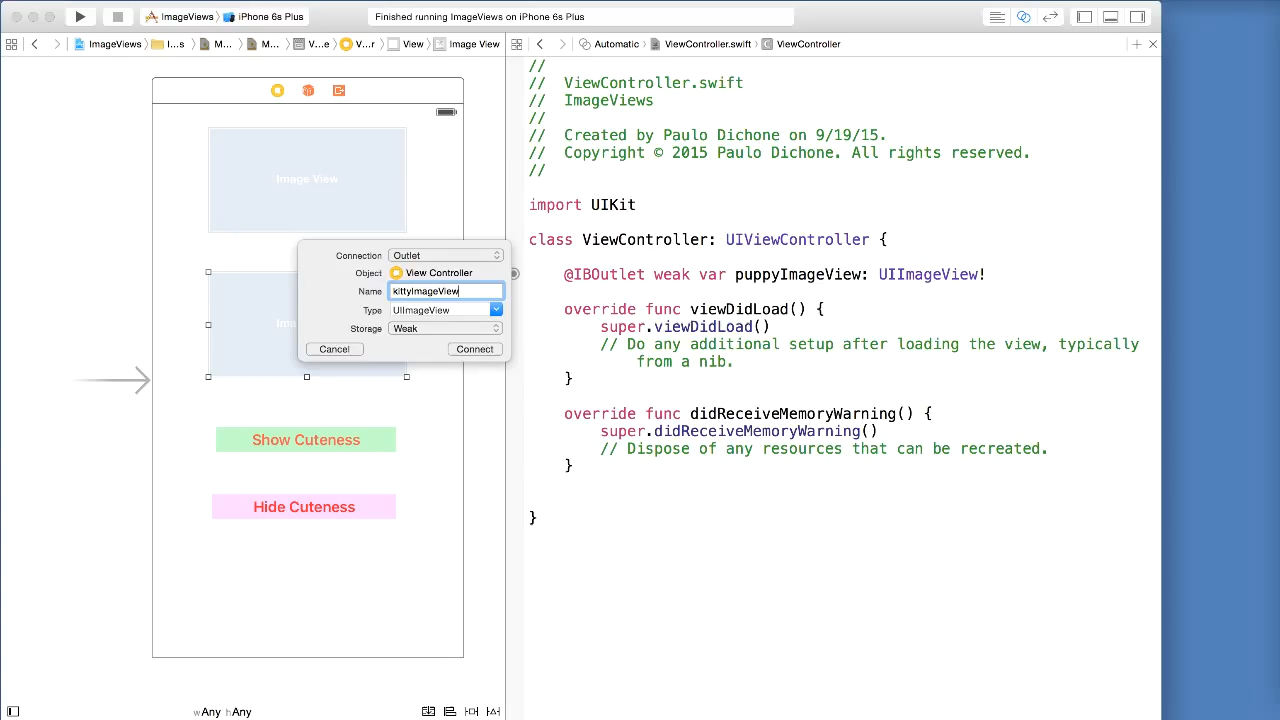 ImageViews iPhone 6s Plus
Finished running ImageViews on iPhone 6s Plus
ImageViews I...s M... M... V...e V...r View Image View
Automatic ViewController.swift ViewController
//
// ViewController.swift
// ImageViews
//
// Created by Paulo Dichone on 9/19/15.
// Copyright © 2015 Paulo Dichone. All rights reserved.
//
import UIKit
class ViewController: UIViewController {
@IBOutlet weak var puppyImageView: UIImageView!
override func viewDidLoad() {
super.viewDidLoad()
// Do any additional setup after loading the view, typically
from a nib.
}
override func didReceiveMemoryWarning() {
super.didReceiveMemoryWarning()
// Dispose of any resources that can be recreated.
}
}
Image View
Connection Outlet
Object View Controller
Name kittyImageView
Type UIImageView
Storage Weak
Cancel Connect
Show Cuteness
Hide Cuteness
wAny hAny